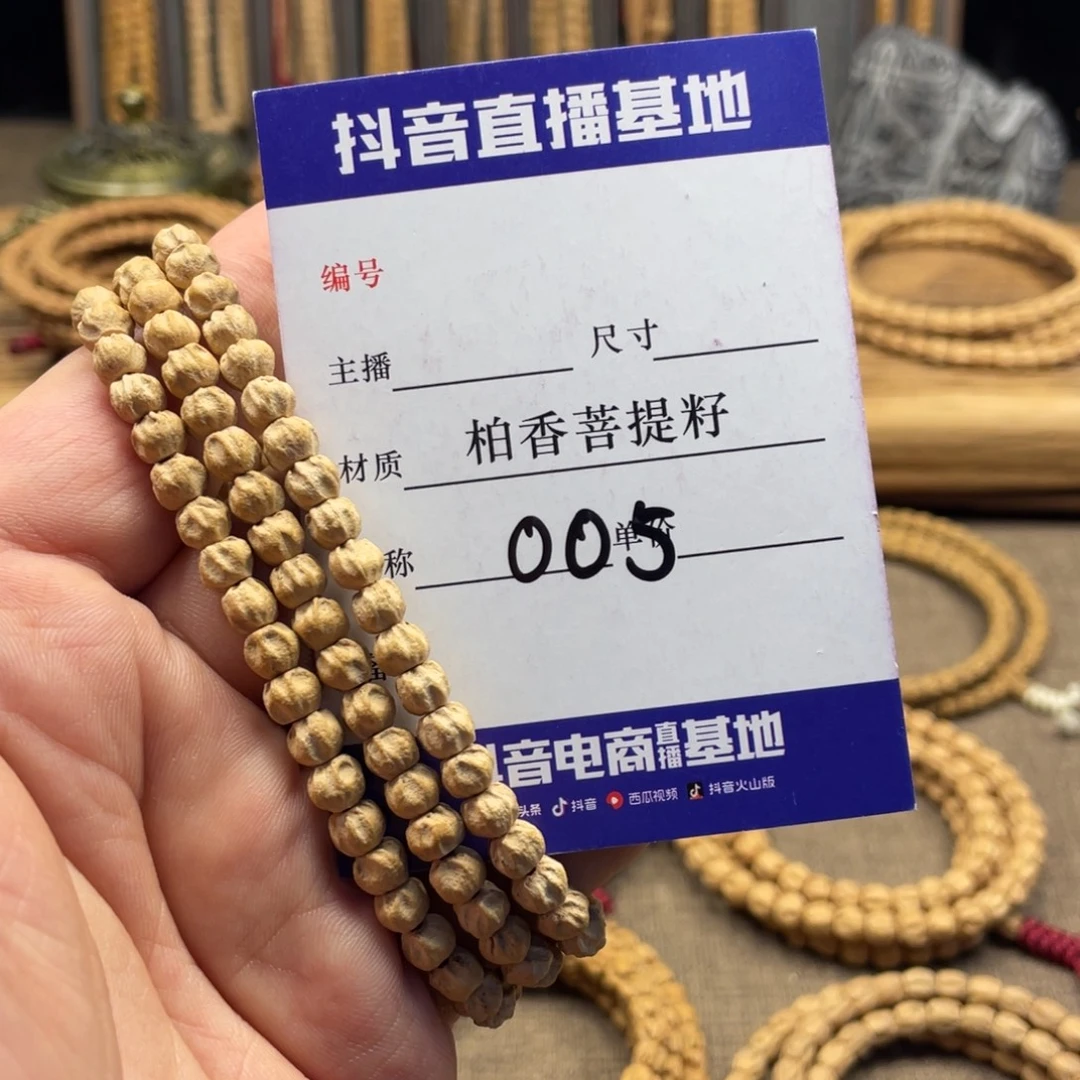 抖音直播基地
编号
主播 尺寸
材质 柏香菩提籽
称 005 单价
音电商直播基地
头条 抖音 西瓜视频 抖音火山版